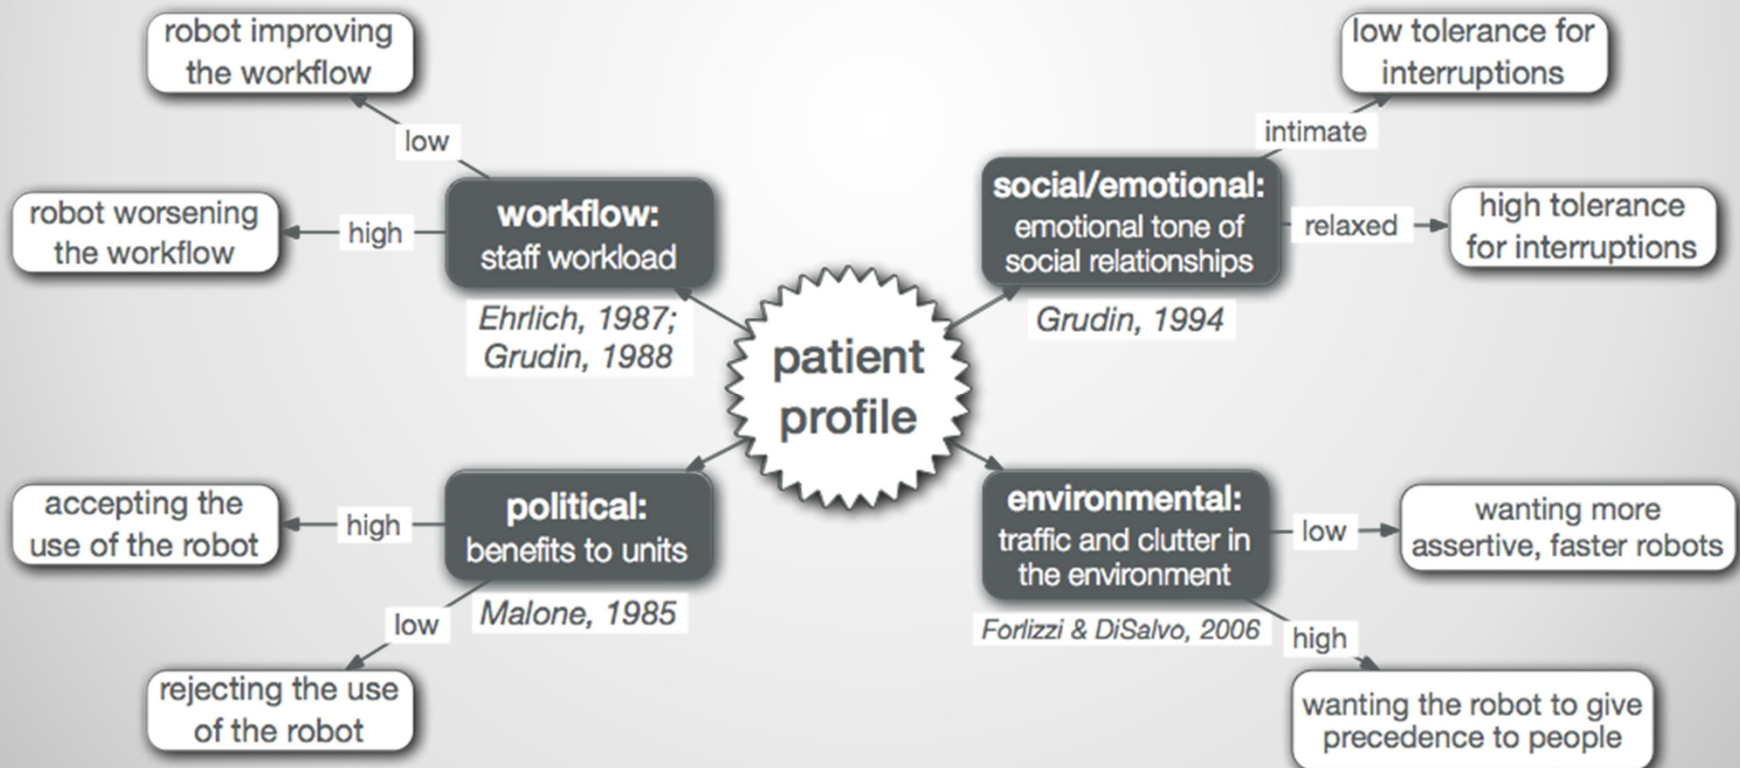 robot improving
the workflow
low
robot worsening
the workflow
high
workflow:
staff workload
Ehrlich, 1987;
Grudin, 1988
low tolerance for
interruptions
intimate
social/emotional:
emotional tone of
social relationships
relaxed
high tolerance
for interruptions
Grudin, 1994
patient
profile
accepting the
use of the robot
high
political:
benefits to units
Malone, 1985
low
rejecting the use
of the robot
environmental:
traffic and clutter in
the environment
Forlizzi & DiSalvo, 2006
low
wanting more
assertive, faster robots
high
wanting the robot to give
precedence to people